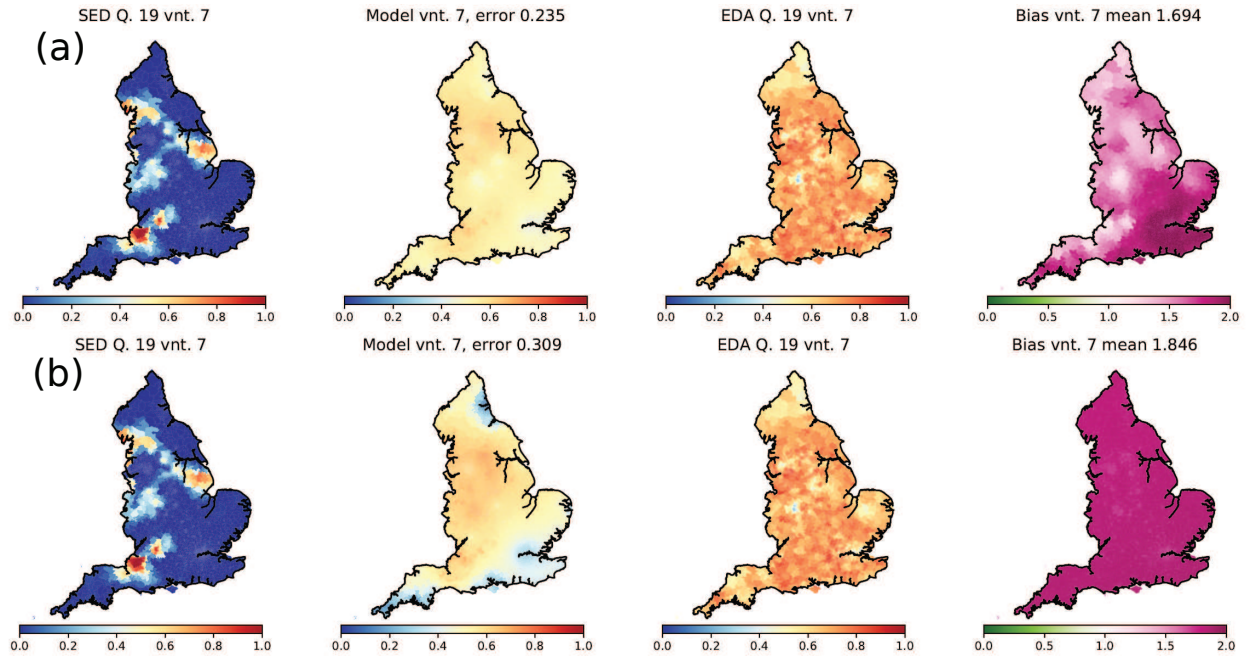 SED Q. 19 vnt. 7 Model vnt. 7, error 0.235 EDA Q. 19 vnt. 7 Bias vnt. 7 mean 1.694
(a)
0.0 0.2 0.4 0.6 0.8 1.0 0.0 0.2 0.4 0.6 0.8 1.0 0.0 0.2 0.4 0.6 0.8 1.0 0.0 0.5 1.0 1.5 2.0
SED Q. 19 vnt. 7 Model vnt. 7, error 0.309 EDA Q. 19 vnt. 7 Bias vnt. 7 mean 1.846
(b)
0.0 0.2 0.4 0.6 0.8 1.0 0.0 0.2 0.4 0.6 0.8 1.0 0.0 0.2 0.4 0.6 0.8 1.0 0.0 0.5 1.0 1.5 2.0